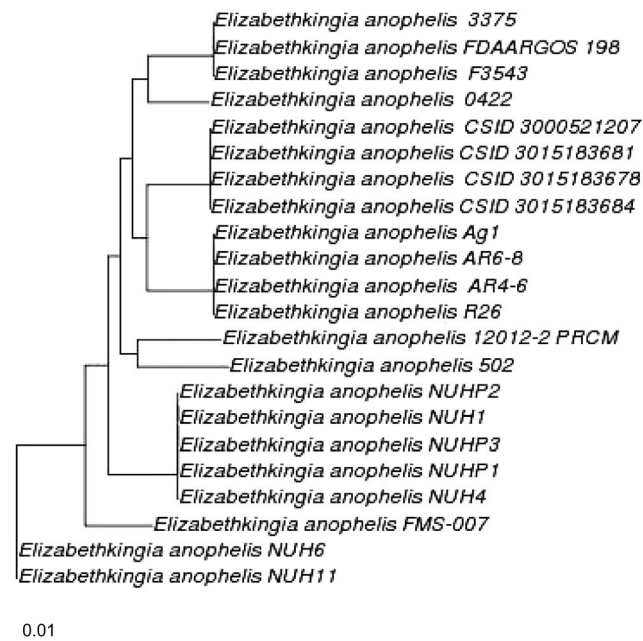 Elizabethkingia anophelis 3375
Elizabethkingia anophelis FDAARGOS 198
Elizabethkingia anophelis F3543
Elizabethkingia anophelis 0422
Elizabethkingia anophelis CSID 3000521207
Elizabethkingia anophelis CSID 3015183681
Elizabethkingia anophelis CSID 3015183678
Elizabethkingia anophelis CSID 3015183684
Elizabethkingia anophelis Ag1
Elizabethkingia anophelis AR6-8
Elizabethkingia anophelis AR4-6
Elizabethkingia anophelis R26
Elizabethkingia anophelis 12012-2 PRCM
Elizabethkingia anophelis 502
Elizabethkingia anophelis NUHP2
Elizabethkingia anophelis NUH1
Elizabethkingia anophelis NUHP3
Elizabethkingia anophelis NUHP1
Elizabethkingia anophelis NUH4
Elizabethkingia anophelis FMS-007
Elizabethkingia anophelis NUH6
Elizabethkingia anophelis NUH11
0.01